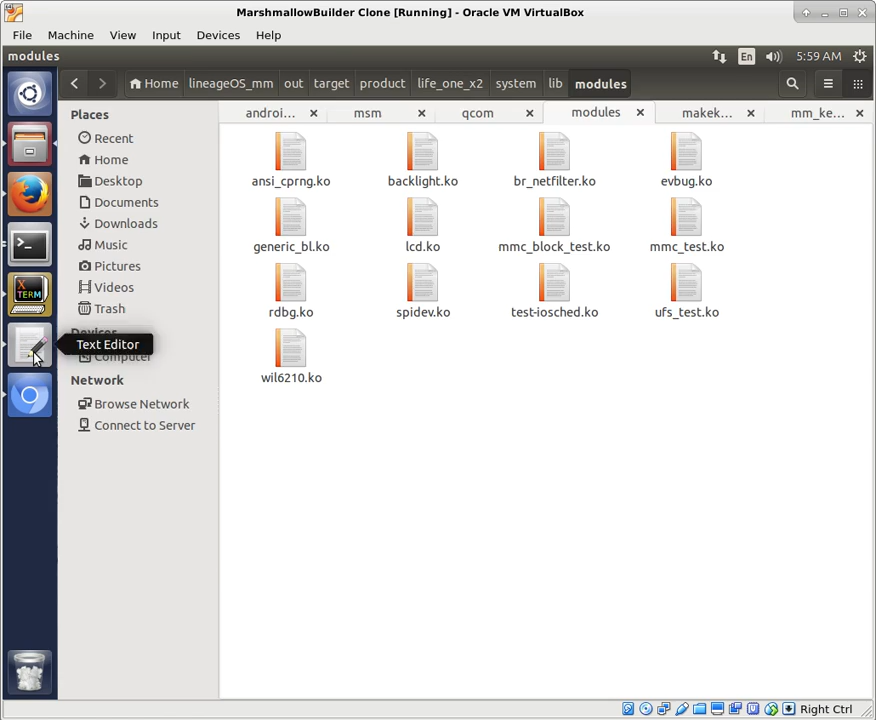 MarshmallowBuilder Clone [Running] - Oracle VM VirtualBox
File Machine View Input Devices Help
modules En 5:59 AM
Home lineageOS_mm out target product life_one_x2 system lib modules
Places androi... msm qcom modules makek... mm_ke...
Recent
Home
Desktop
Documents
Downloads
Music
Pictures
Videos
Trash
Devices
Computer
Network
Browse Network
Connect to Server
Text Editor
X
TERM
ansi_cprng.ko backlight.ko br_netfilter.ko evbug.ko
generic_bl.ko lcd.ko mmc_block_test.ko mmc_test.ko
rdbg.ko spidev.ko test-iosched.ko ufs_test.ko
wil6210.ko
Right Ctrl